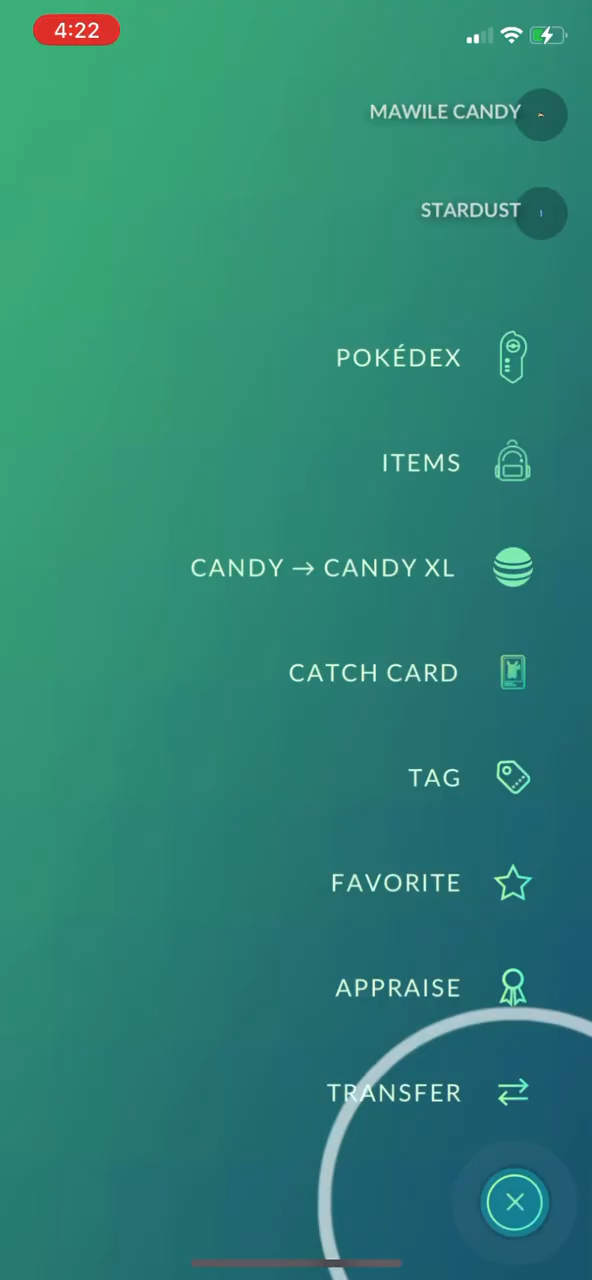 4:22
MAWILE CANDY
STARDUST
POKÉDEX
ITEMS
CANDY → CANDY XL
CATCH CARD
TAG
FAVORITE
APPRAISE
TRANSFER